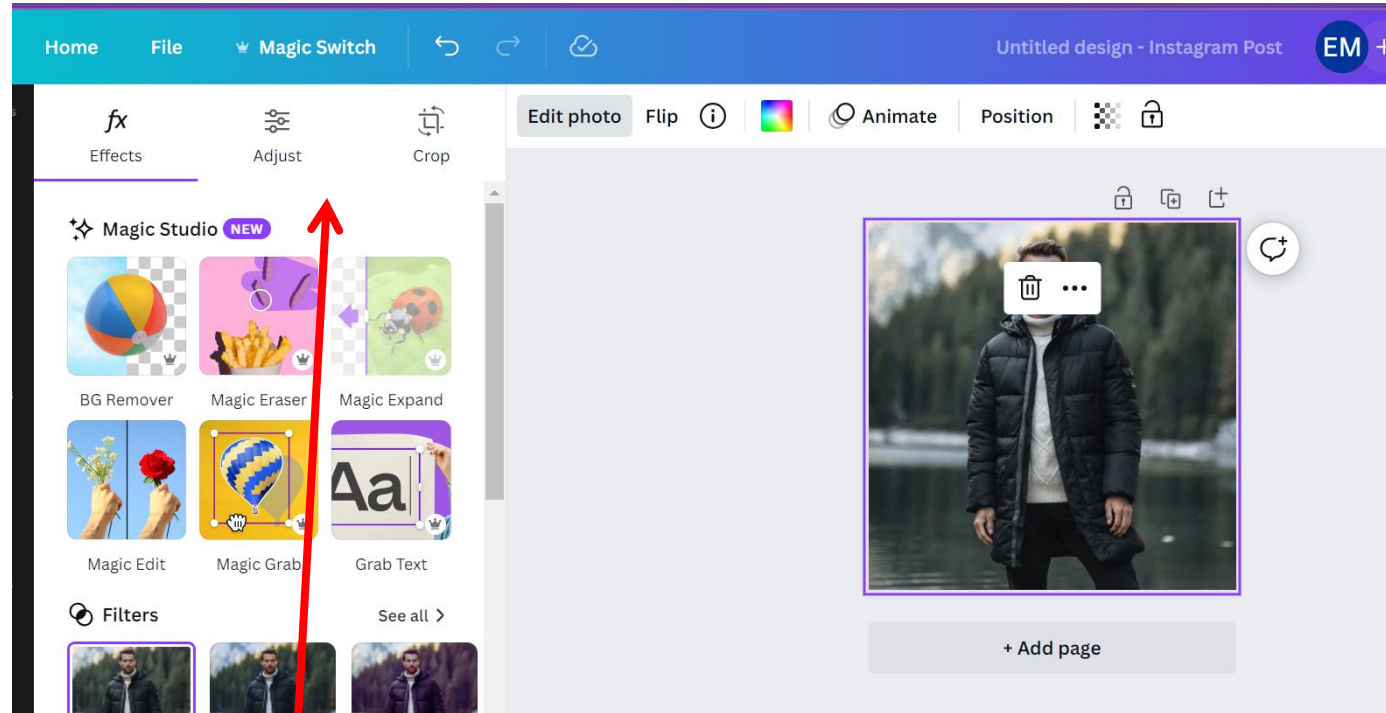 Home File Magic Switch Untitled design - Instagram Post EM +
fx Effects
Adjust
Crop
Edit photo Flip Animate Position
Magic Studio NEW
BG Remover Magic Eraser Magic Expand
Aa
Magic Edit Magic Grab Grab Text
Filters See all >
+ Add page